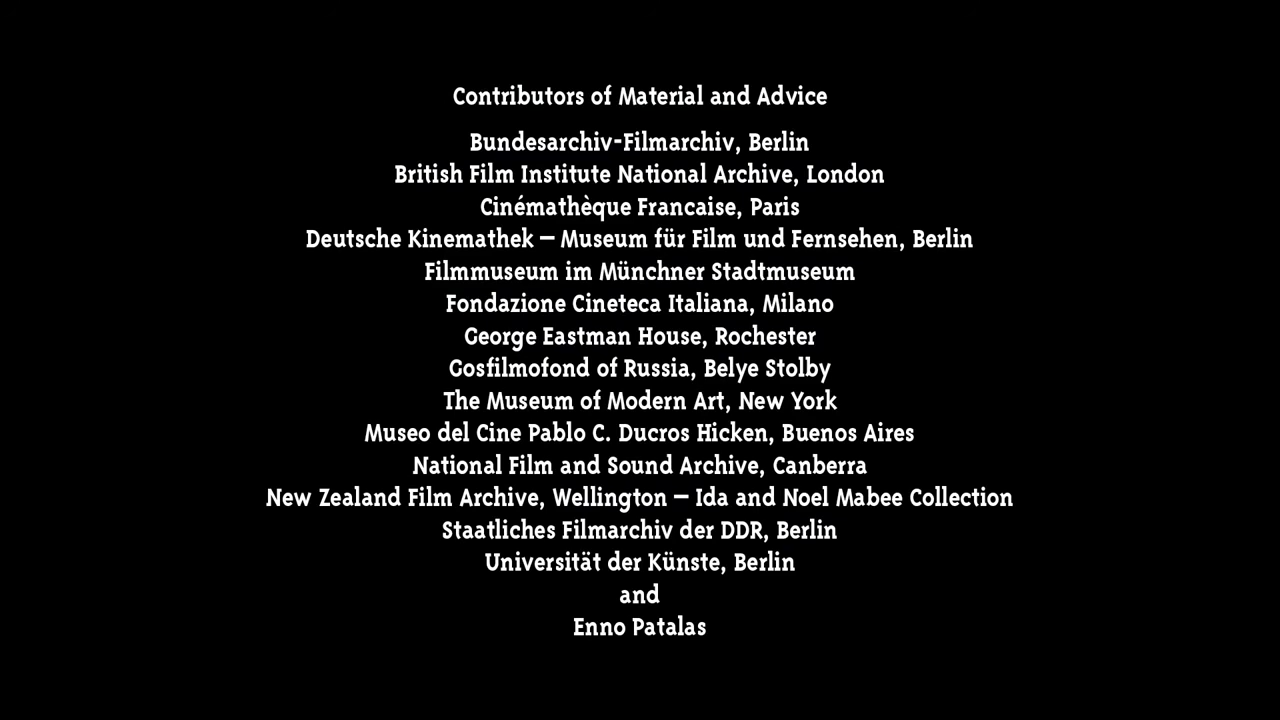 Contributors of Material and Advice
Bundesarchiv-Filmarchiv, Berlin
British Film Institute National Archive, London
Cinémathèque Francaise, Paris
Deutsche Kinemathek — Museum für Film und Fernsehen, Berlin
Filmmuseum im Münchner Stadtmuseum
Fondazione Cineteca Italiana, Milano
George Eastman House, Rochester
Gosfilmofond of Russia, Belye Stolby
The Museum of Modern Art, New York
Museo del Cine Pablo C. Ducros Hicken, Buenos Aires
National Film and Sound Archive, Canberra
New Zealand Film Archive, Wellington — Ida and Noel Mabee Collection
Staatliches Filmarchiv der DDR, Berlin
Universität der Künste, Berlin
and
Enno Patalas